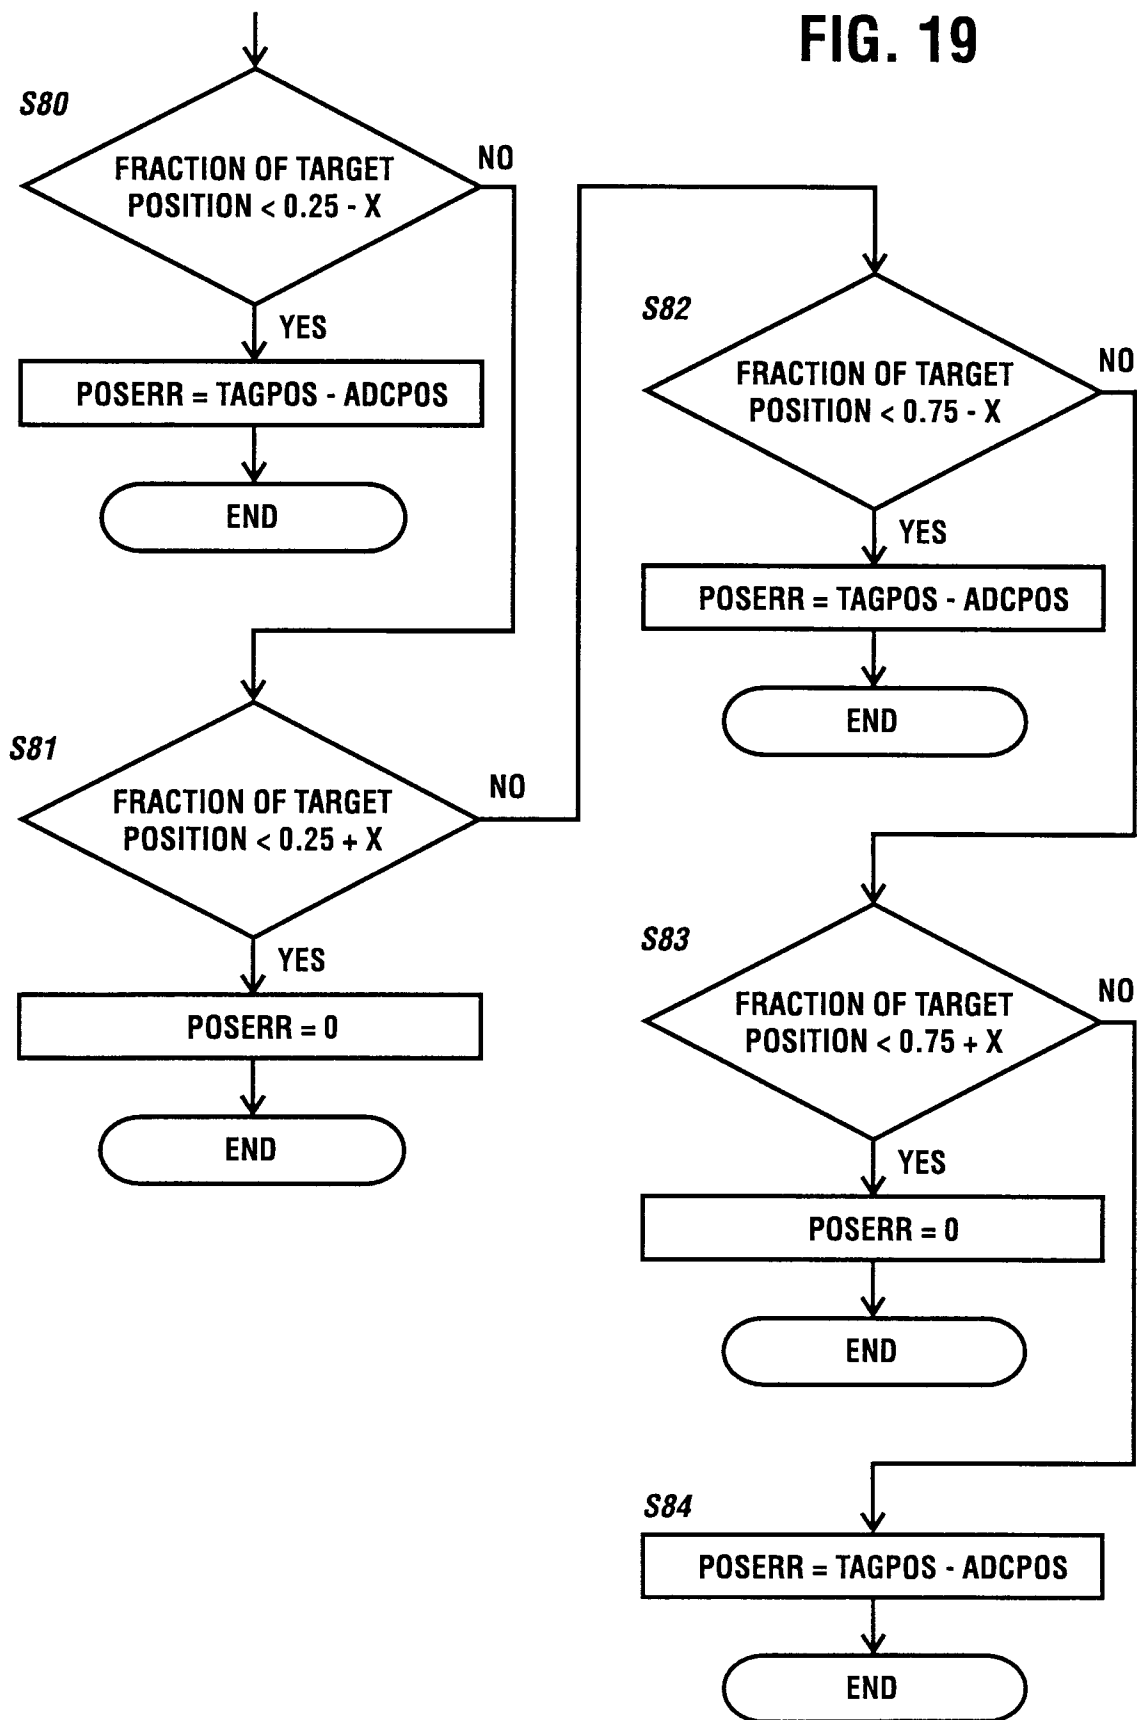 FIG. 19
S80
FRACTION OF TARGET
POSITION < 0.25 - X
NO
YES
POSERR = TAGPOS - ADCPOS
END
S81
FRACTION OF TARGET
POSITION < 0.25 + X
NO
YES
POSERR = 0
END
S82
FRACTION OF TARGET
POSITION < 0.75 - X
NO
YES
POSERR = TAGPOS - ADCPOS
END
S83
FRACTION OF TARGET
POSITION < 0.75 + X
NO
YES
POSERR = 0
END
S84
POSERR = TAGPOS - ADCPOS
END